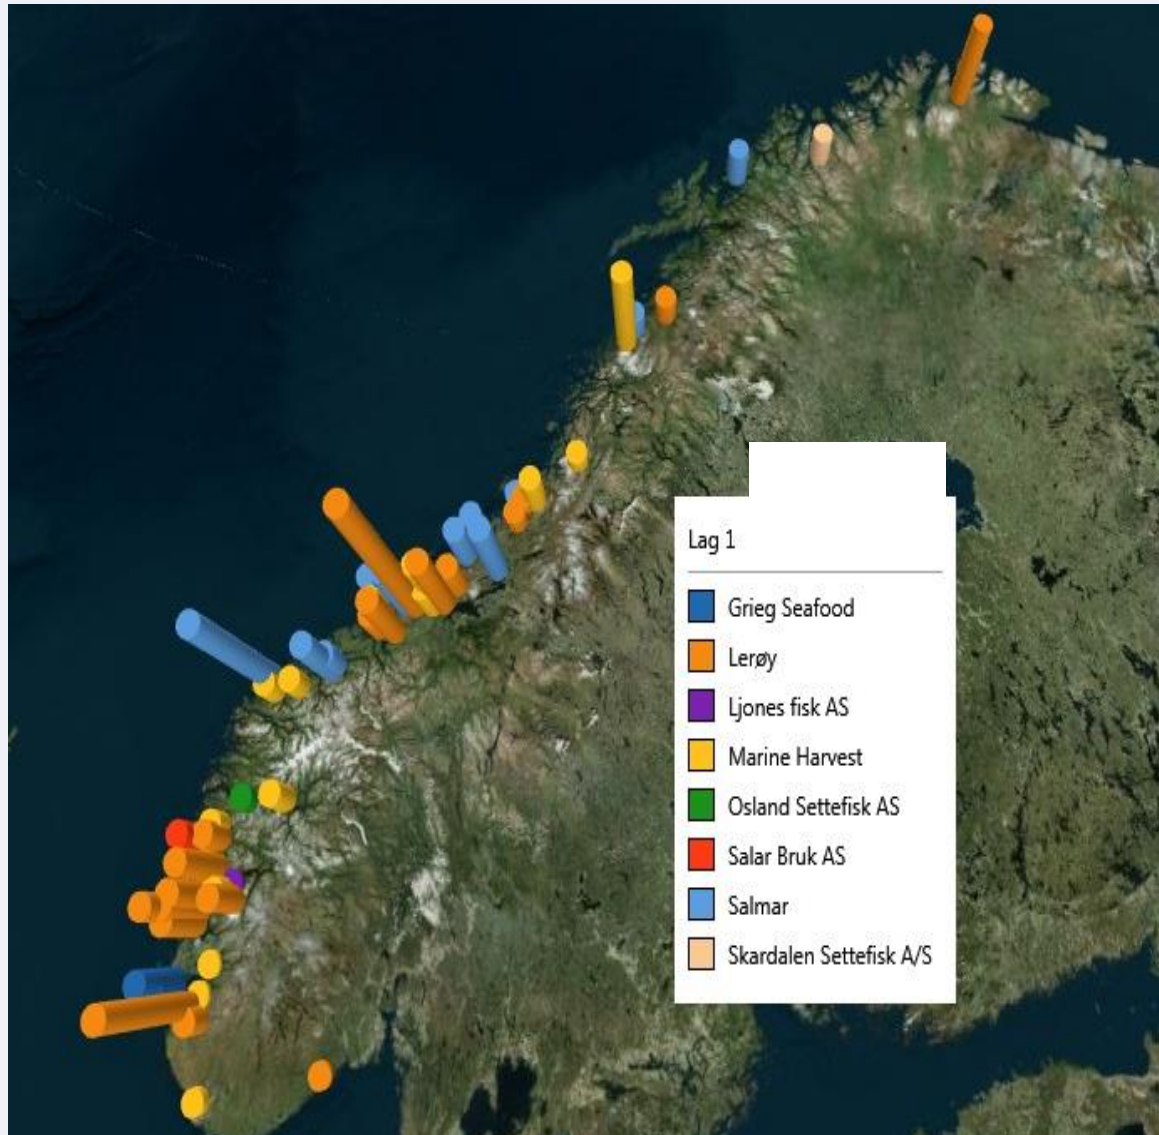 Lag 1
Grieg Seafood
Lerøy
Ljones fisk AS
Marine Harvest
Osland Settefisk AS
Salar Bruk AS
Salmar
Skardalen Settefisk A/S